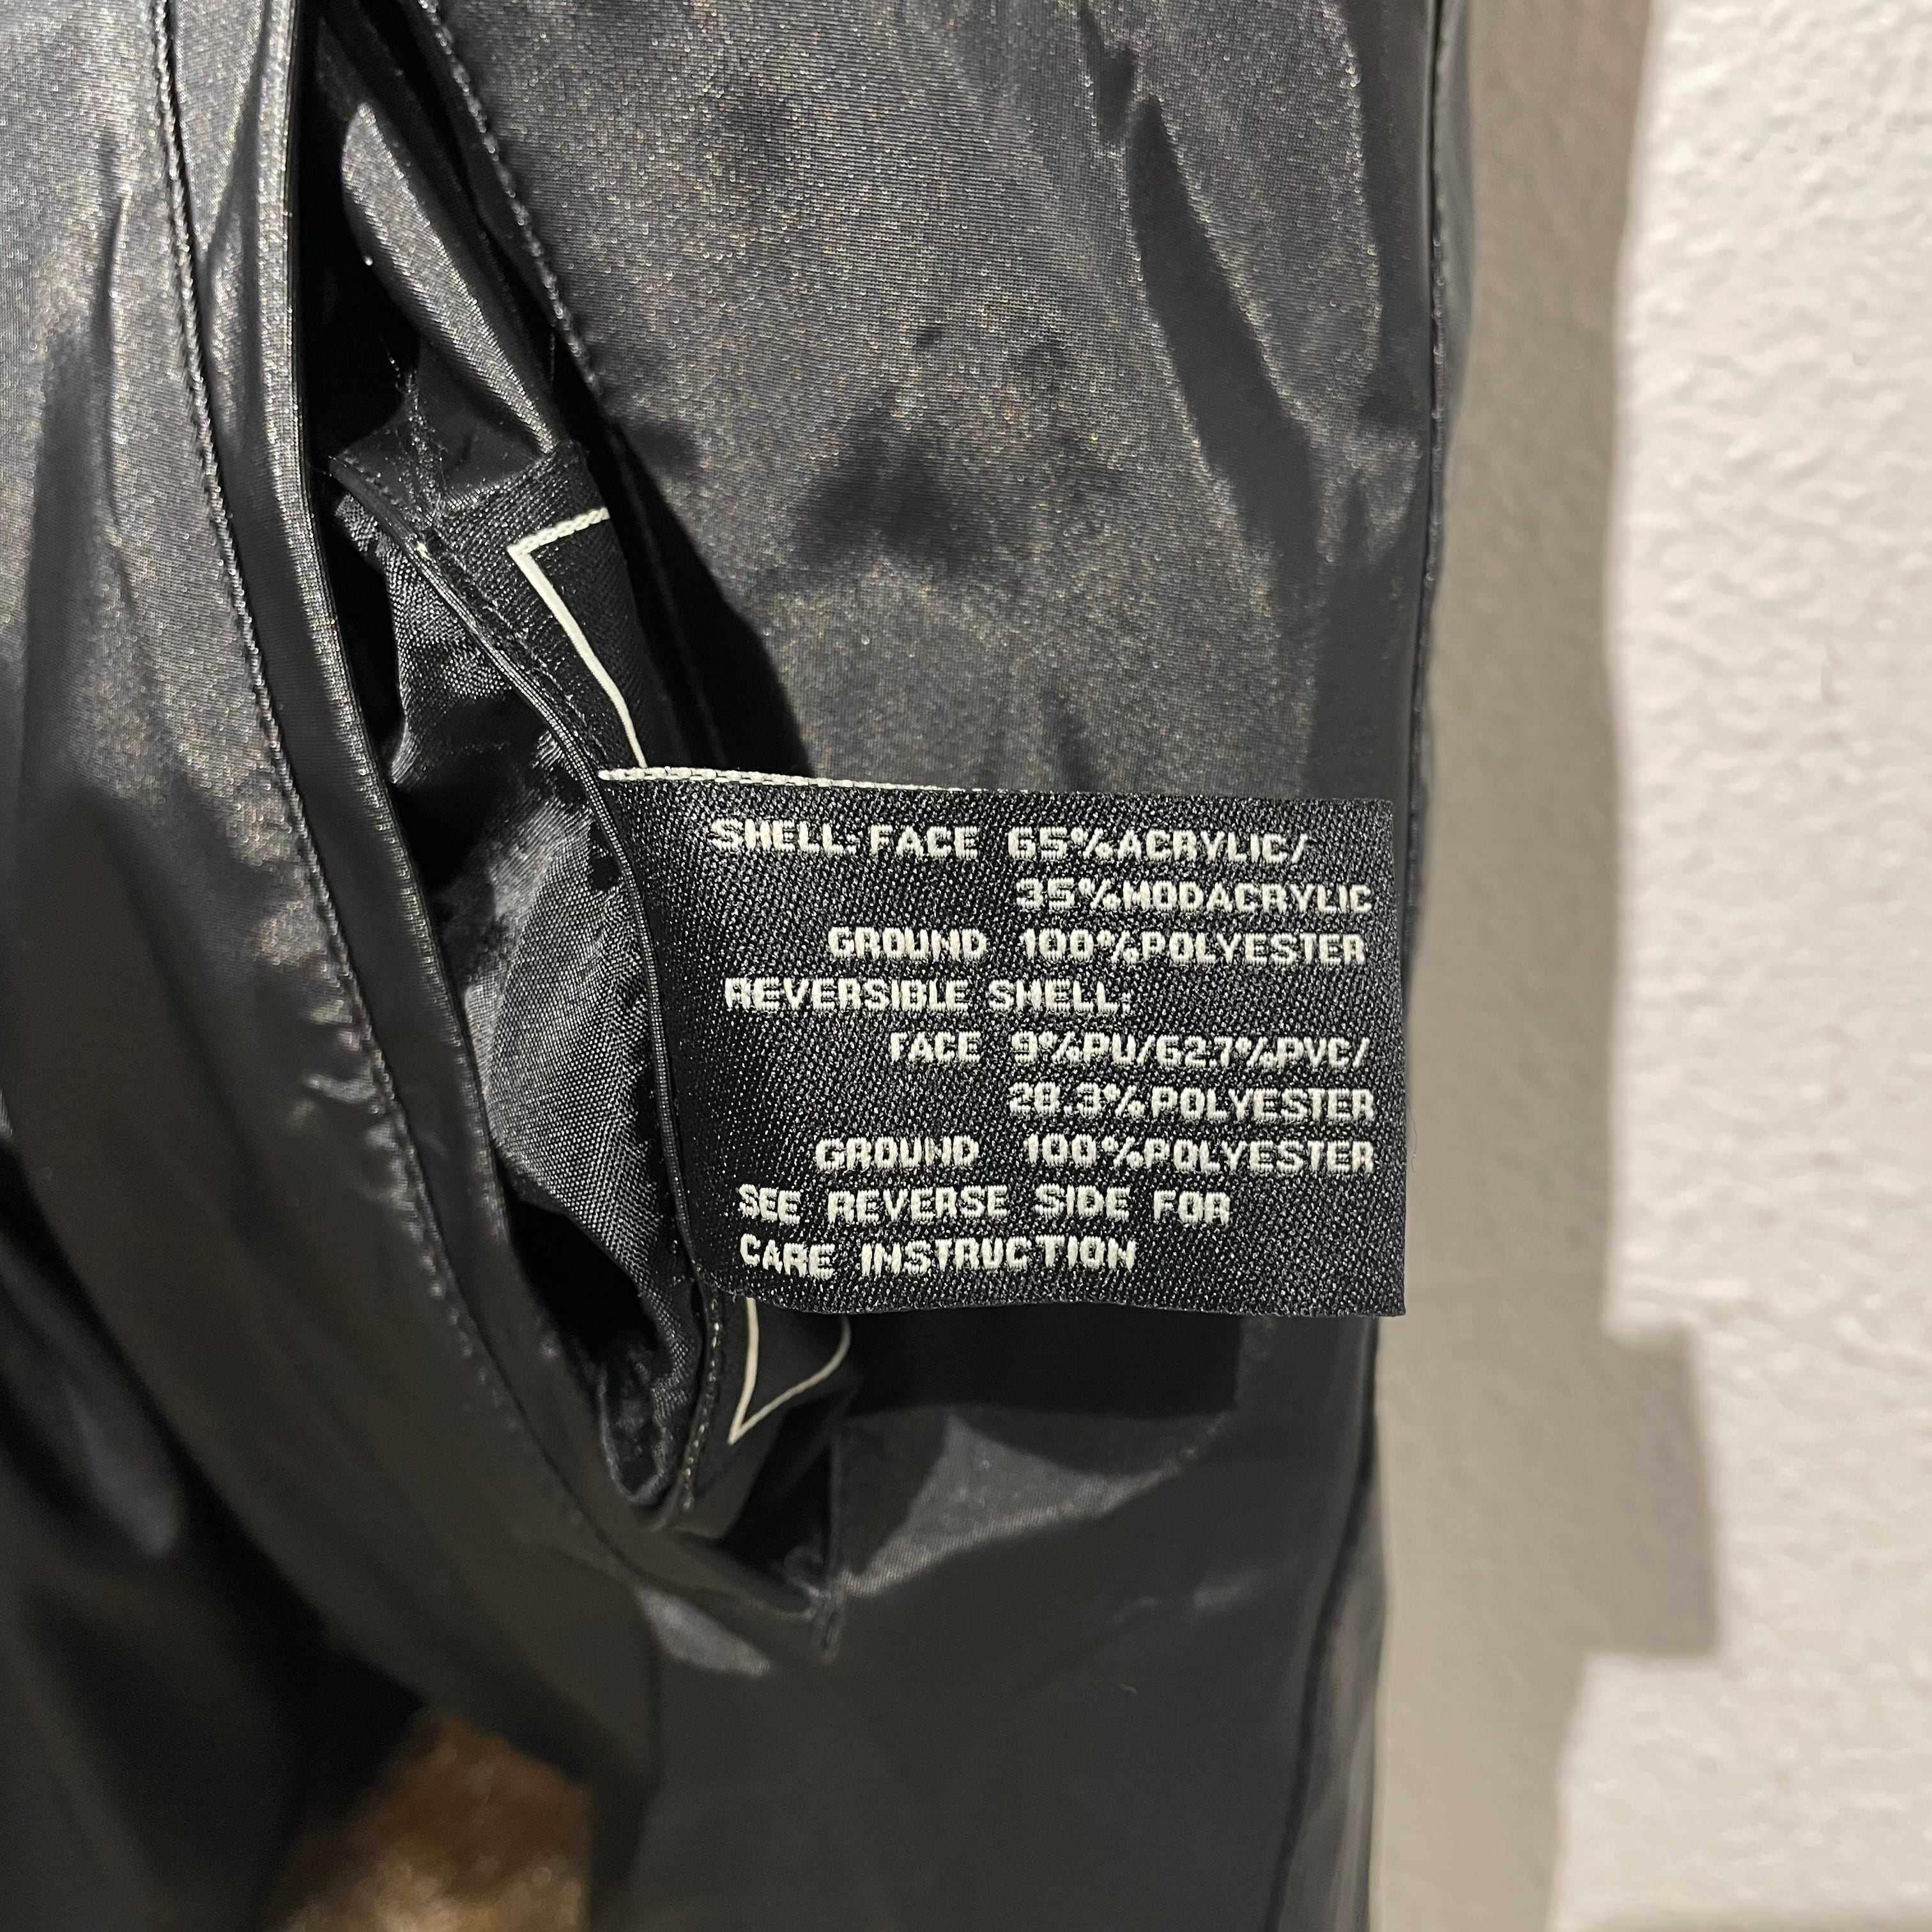 SHELL: FACE 65%ACRYLIC/
35%MODACRYLIC
GROUND 100%POLYESTER
REVERSIBLE SHELL:
FACE 9%PU/62.7%PVC/
28.3%POLYESTER
GROUND 100%POLYESTER
SEE REVERSE SIDE FOR
CARE INSTRUCTION